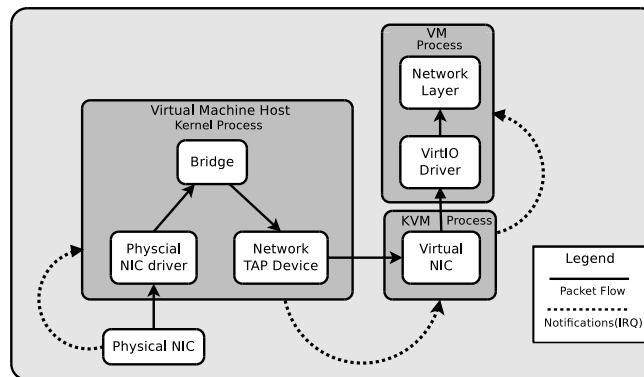 VM
Process
Network
Layer
VirtIO
Driver
Virtual Machine Host
Kernel Process
Bridge
Physcial
NIC driver
Network
TAP Device
KVM Process
Virtual
NIC
Physical NIC
Legend
Packet Flow
Notifications(IRQ)